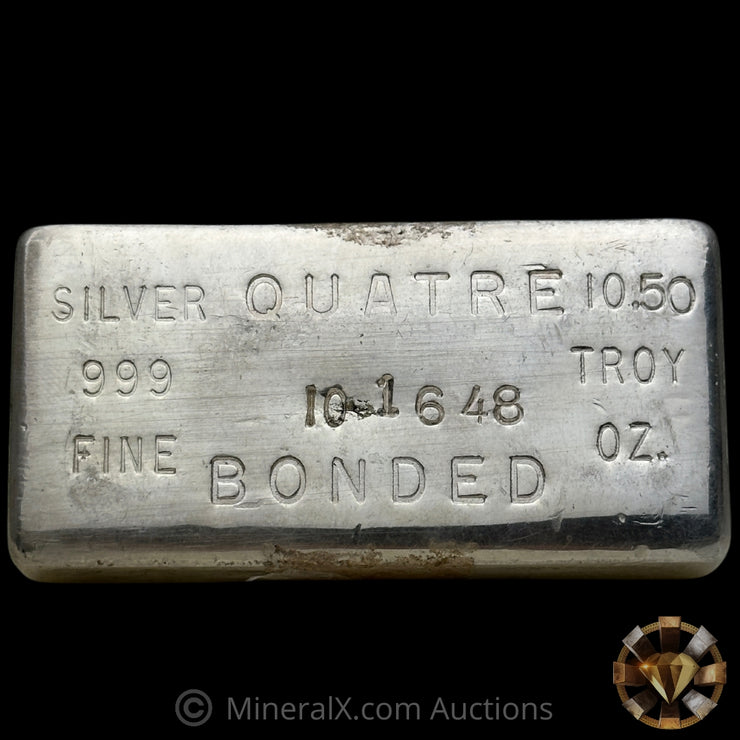 SILVER QUATRE 10.50
.999 TROY
10-1648
FINE OZ.
BONDED
© MineralX.com Auctions